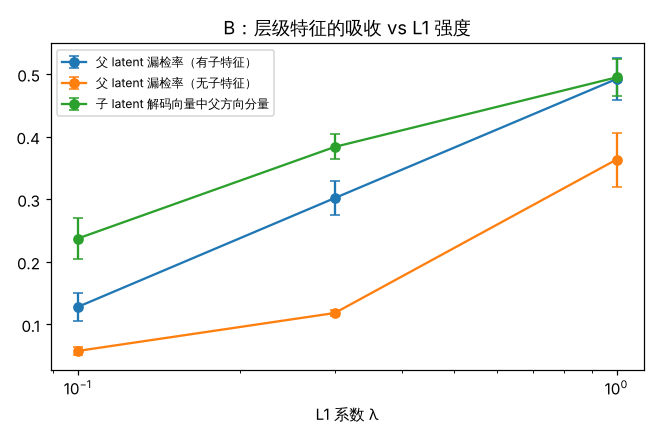 B：层级特征的吸收 vs L1 强度
父 latent 漏检率（有子特征）
父 latent 漏检率（无子特征）
子 latent 解码向量中父方向分量
0.5
0.4
0.3
0.2
0.1
10⁻¹
10⁰
L1 系数 λ